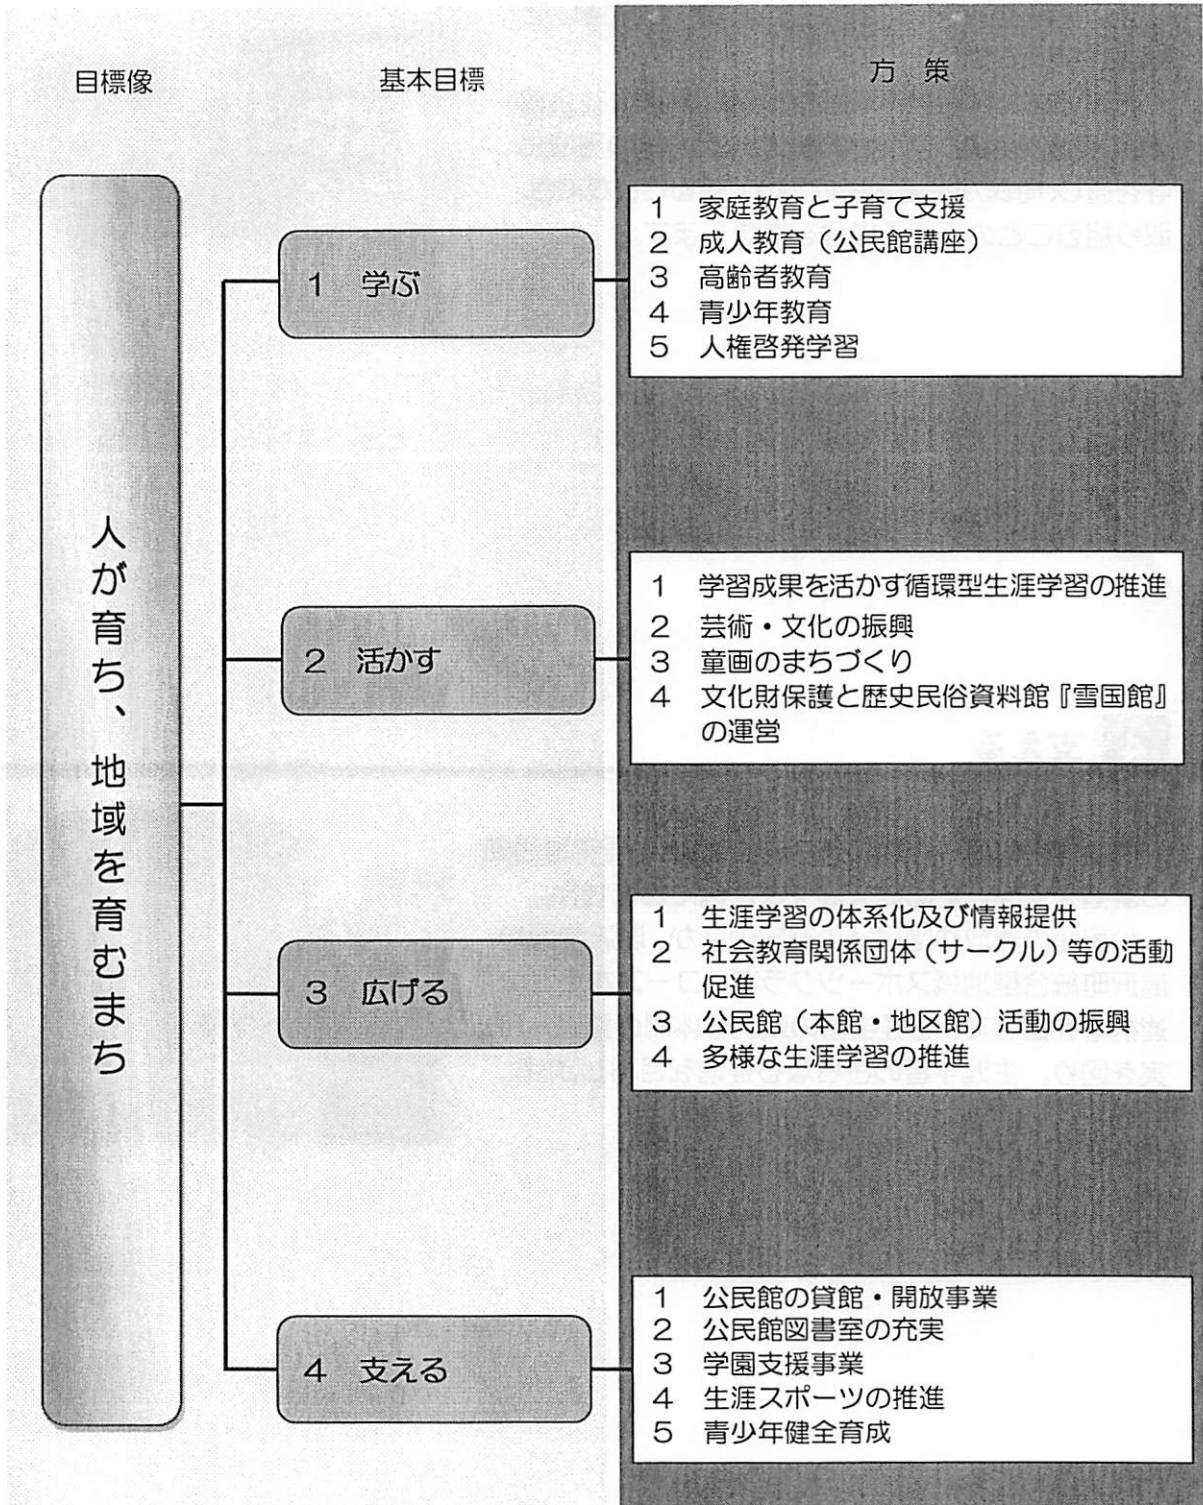 目標像
基本目標
方 策
人が育ち、地域を育むまち
1 学ぶ
1 家庭教育と子育て支援
2 成人教育（公民館講座）
3 高齢者教育
4 青少年教育
5 人権啓発学習
2 活かす
1 学習成果を活かす循環型生涯学習の推進
2 芸術・文化の振興
3 童画のまちづくり
4 文化財保護と歴史民俗資料館『雪国館』
の運営
3 広げる
1 生涯学習の体系化及び情報提供
2 社会教育関係団体（サークル）等の活動
促進
3 公民館（本館・地区館）活動の振興
4 多様な生涯学習の推進
4 支える
1 公民館の貸館・開放事業
2 公民館図書室の充実
3 学園支援事業
4 生涯スポーツの推進
5 青少年健全育成